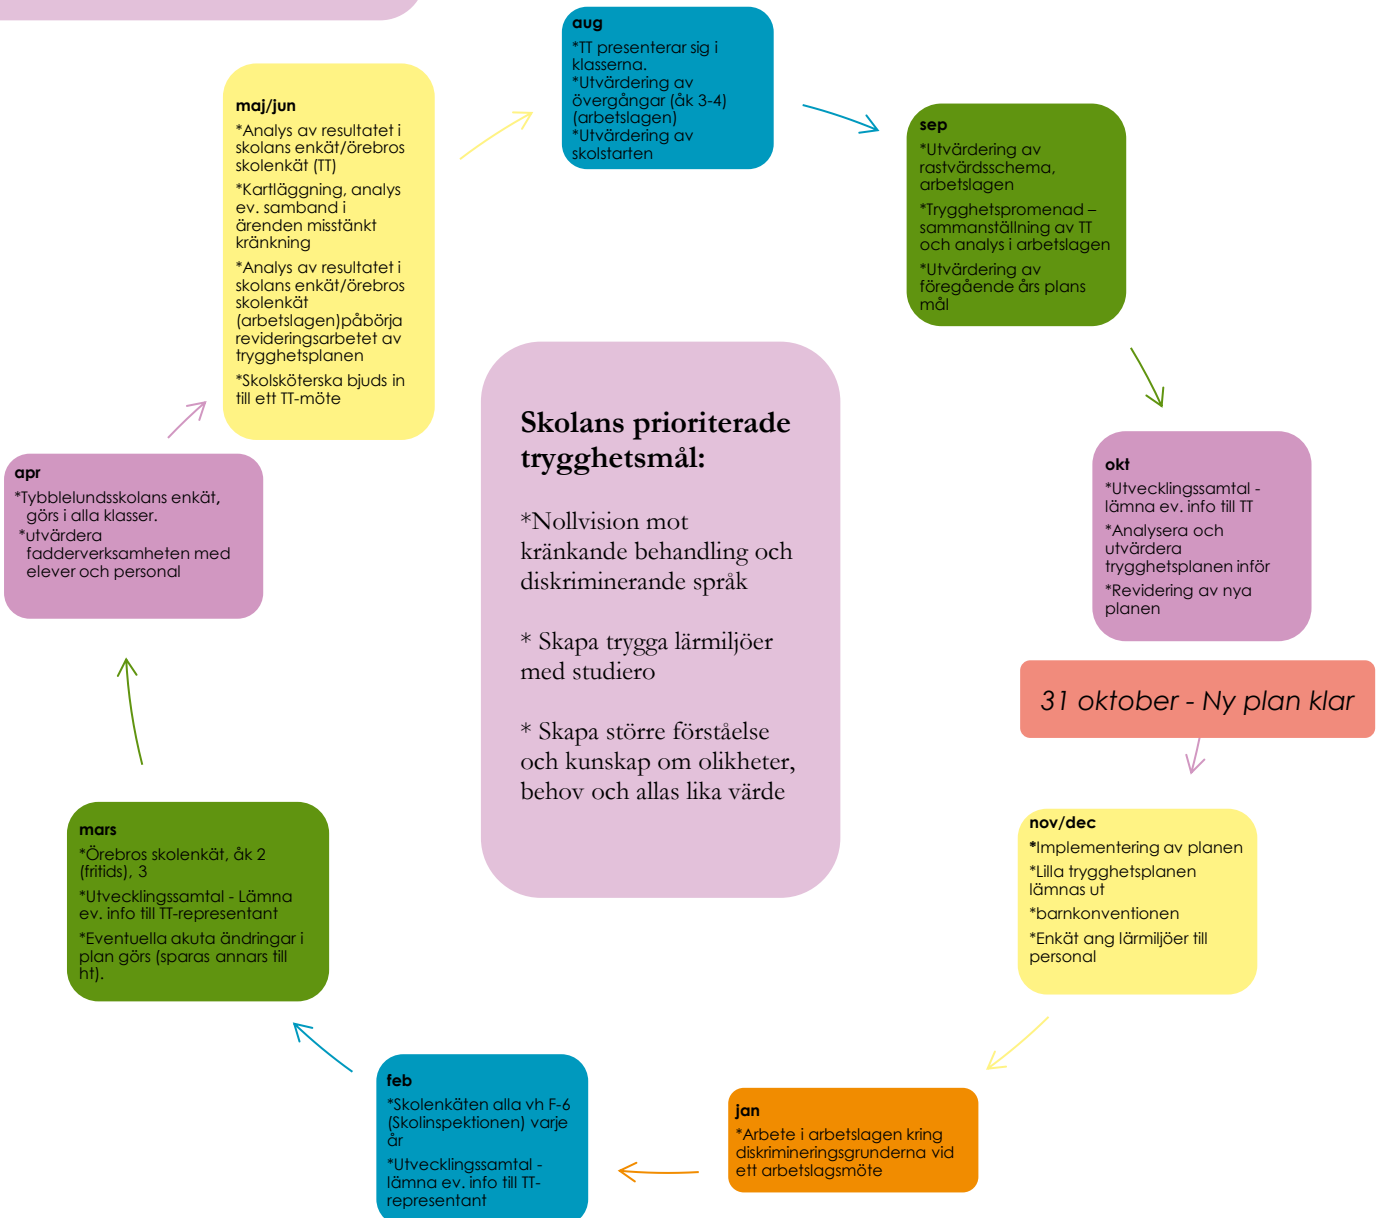 aug
*TT presenterar sig i
klasserna.
*Utvärdering av
övergångar (åk 3-4)
(arbetslagen)
*Utvärdering av
skolstarten
sep
*Utvärdering av
rastvärdsschema,
arbetslagen
*Trygghetspromenad –
sammanställning av TT
och analys i arbetslagen
*Utvärdering av
föregående års plans
mål
okt
*Utvecklingssamtal -
lämna ev. info till TT
*Analysera och
utvärdera
trygghetsplanen inför
*Revidering av nya
planen
31 oktober - Ny plan klar
nov/dec
*Implementering av planen
*Lilla trygghetsplanen
lämnas ut
*barnkonventionen
*Enkät ang lärmiljöer till
personal
jan
*Arbete i arbetslagen kring
diskrimineringsgrunderna vid
ett arbetslagsmöte
feb
*Skolenkäten alla vh F-6
(Skolinspektionen) varje
år
*Utvecklingssamtal -
lämna ev. info till TT-
representant
mars
*Örebros skolenkät, åk 2
(fritids), 3
*Utvecklingssamtal - Lämna
ev. info till TT-representant
*Eventuella akuta ändringar i
plan görs (sparas annars till
ht).
apr
*Tybblelundsskolans enkät,
görs i alla klasser.
*utvärdera
fadderverksamheten med
elever och personal
maj/jun
*Analys av resultatet i
skolans enkät/örebros
skolenkät (TT)
*Kartläggning, analys
ev. samband i
ärenden misstänkt
kränkning
*Analys av resultatet i
skolans enkät/örebros
skolenkät
(arbetslagen)påbörja
revideringsarbetet av
trygghetsplanen
*Skolsköterska bjuds in
till ett TT-möte
Skolans prioriterade
trygghetsmål:
*Nollvision mot
kränkande behandling och
diskriminerande språk
* Skapa trygga lärmiljöer
med studiero
* Skapa större förståelse
och kunskap om olikheter,
behov och allas lika värde